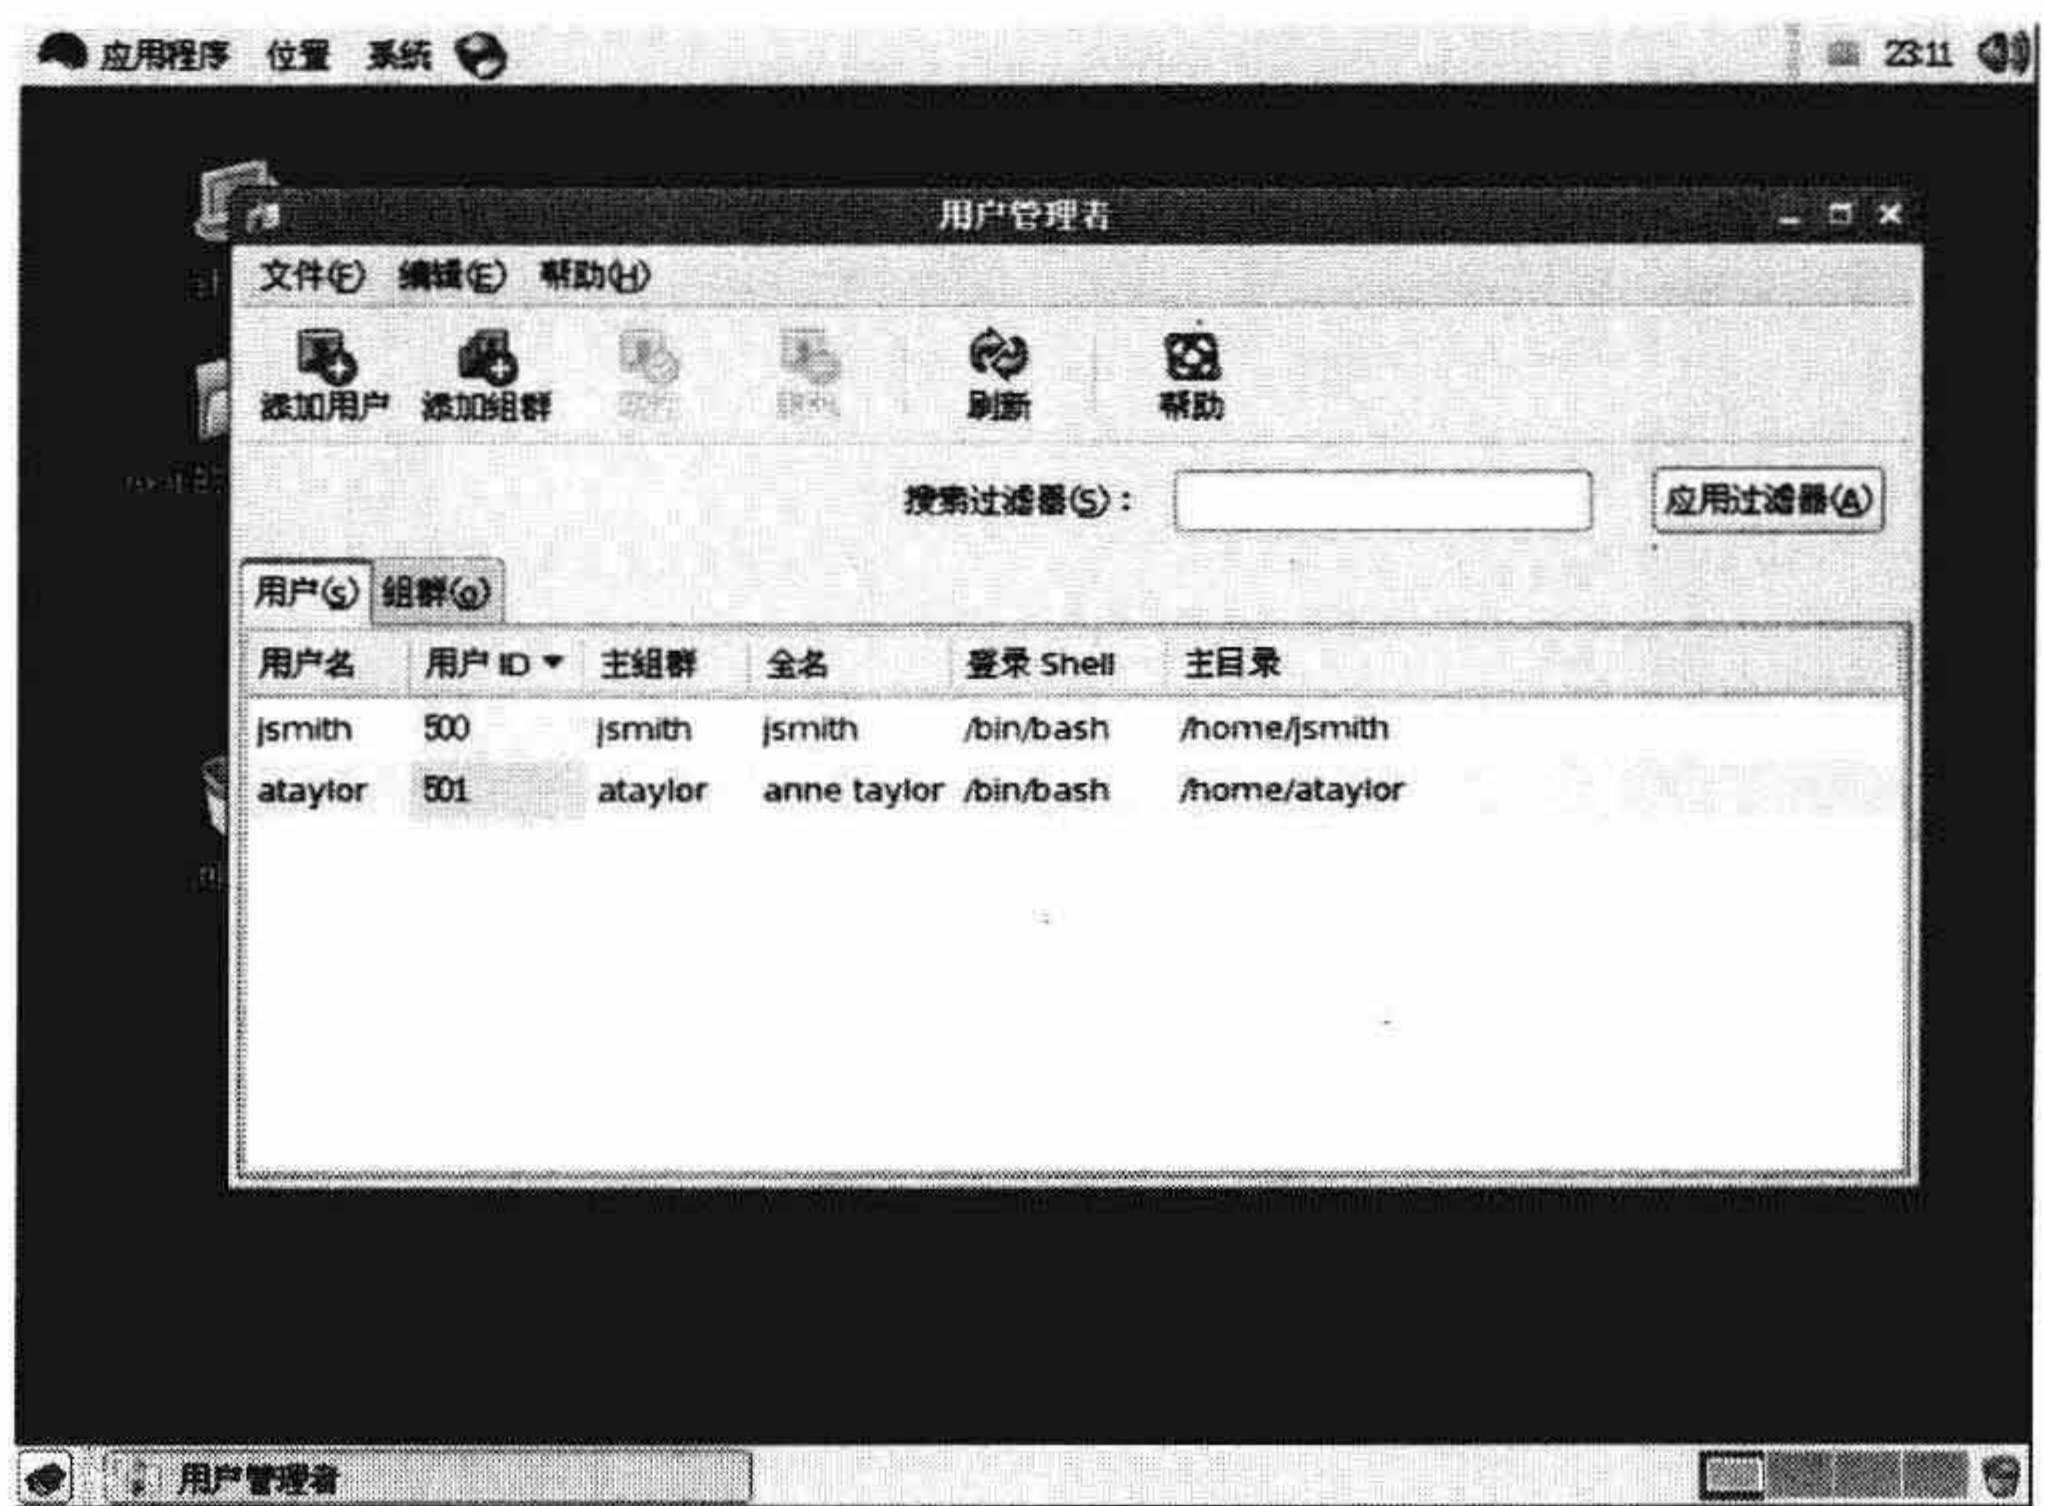 应用程序 位置 系统 23:11
用户管理者
文件(F) 编辑(E) 帮助(H)
添加用户 添加组群 刷新 帮助
搜索过滤器(S)： 应用过滤器(A)
用户(s) 组群(o)
用户名 用户 ID 主组群 全名 登录 Shell 主目录
jsmith 500 jsmith jsmith /bin/bash /home/jsmith
ataylor 501 ataylor anne taylor /bin/bash /home/ataylor
用户管理者